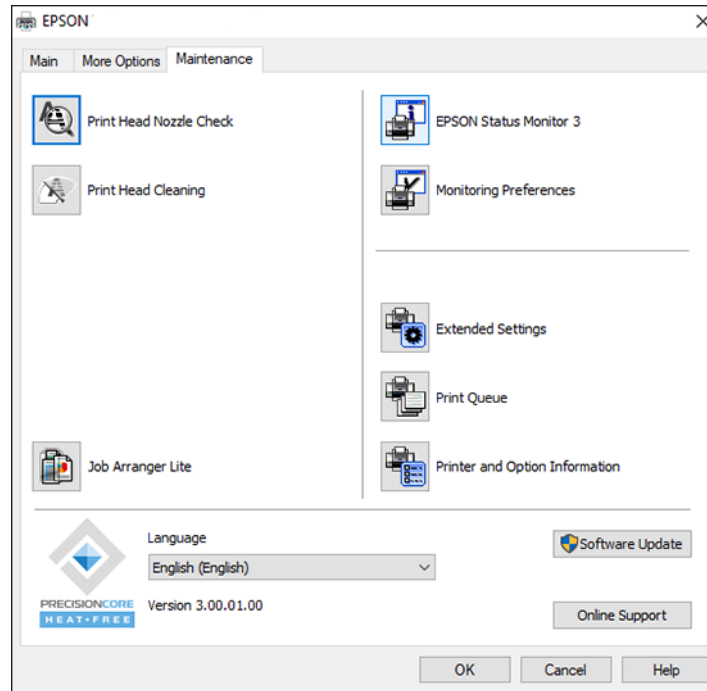 EPSON
Main
More Options
Maintenance
Print Head Nozzle Check
Print Head Cleaning
Job Arranger Lite
EPSON Status Monitor 3
Monitoring Preferences
Extended Settings
Print Queue
Printer and Option Information
PRECISIONCORE
HEAT•FREE
Language
English (English)
Version 3.00.01.00
Software Update
Online Support
OK
Cancel
Help